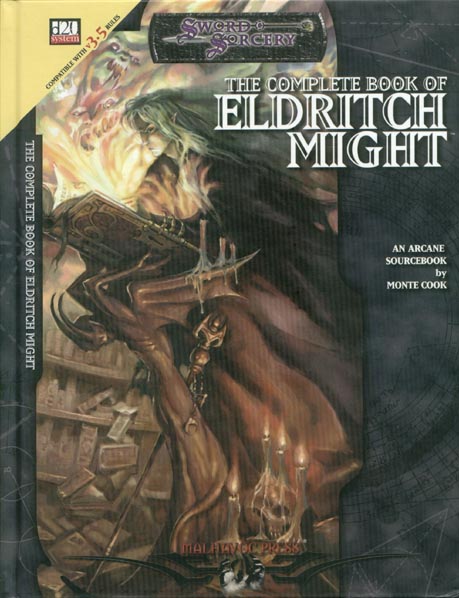 d20
system
COMPATIBLE WITH V3.5 RULES
SWORD & SORCERY
THE COMPLETE BOOK OF
ELDRITCH
MIGHT
AN ARCANE
SOURCEBOOK
by
MONTE COOK
THE COMPLETE BOOK OF ELDRITCH MIGHT
MALHAVOC PRESS